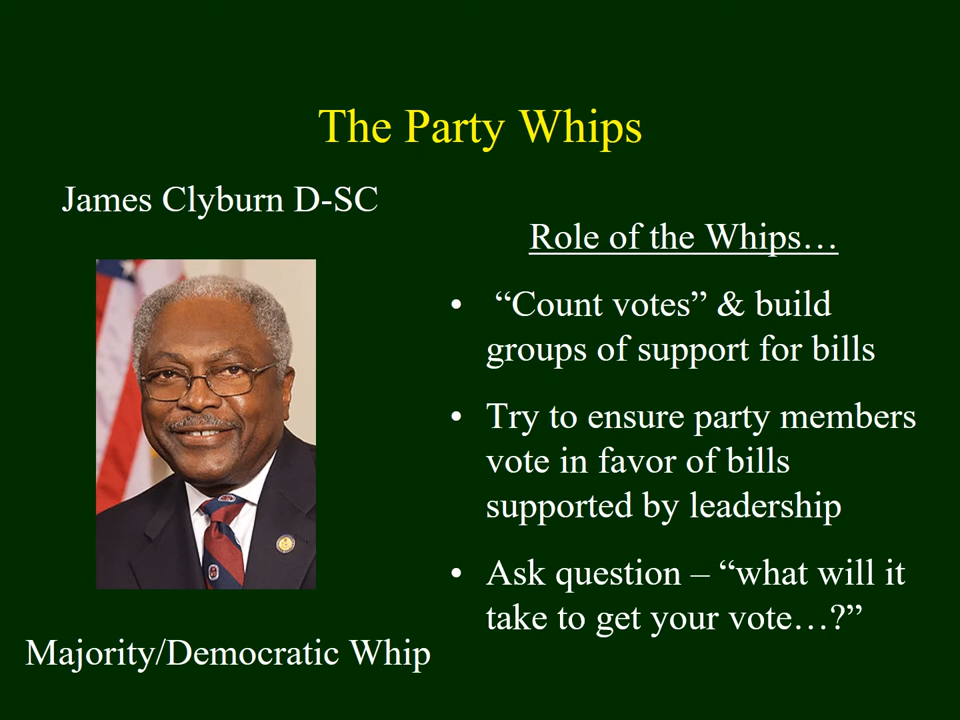 The Party Whips
James Clyburn D-SC
Role of the Whips…
• “Count votes” & build
groups of support for bills
• Try to ensure party members
vote in favor of bills
supported by leadership
• Ask question – “what will it
take to get your vote…?”
Majority/Democratic Whip